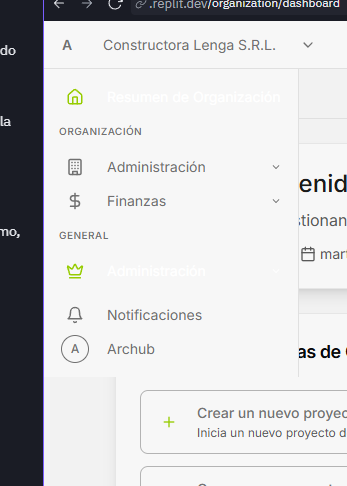 do
.replit.dev/organization/dashboard
A Constructora Lenga S.R.L.
Resumen de Organización
la
ORGANIZACIÓN
Administración
enid
Finanzas
stionan
mo,
GENERAL
mar
Administración
Notificaciones
A Archub
as de
Crear un nuevo proyec
Inicia un nuevo proyecto d